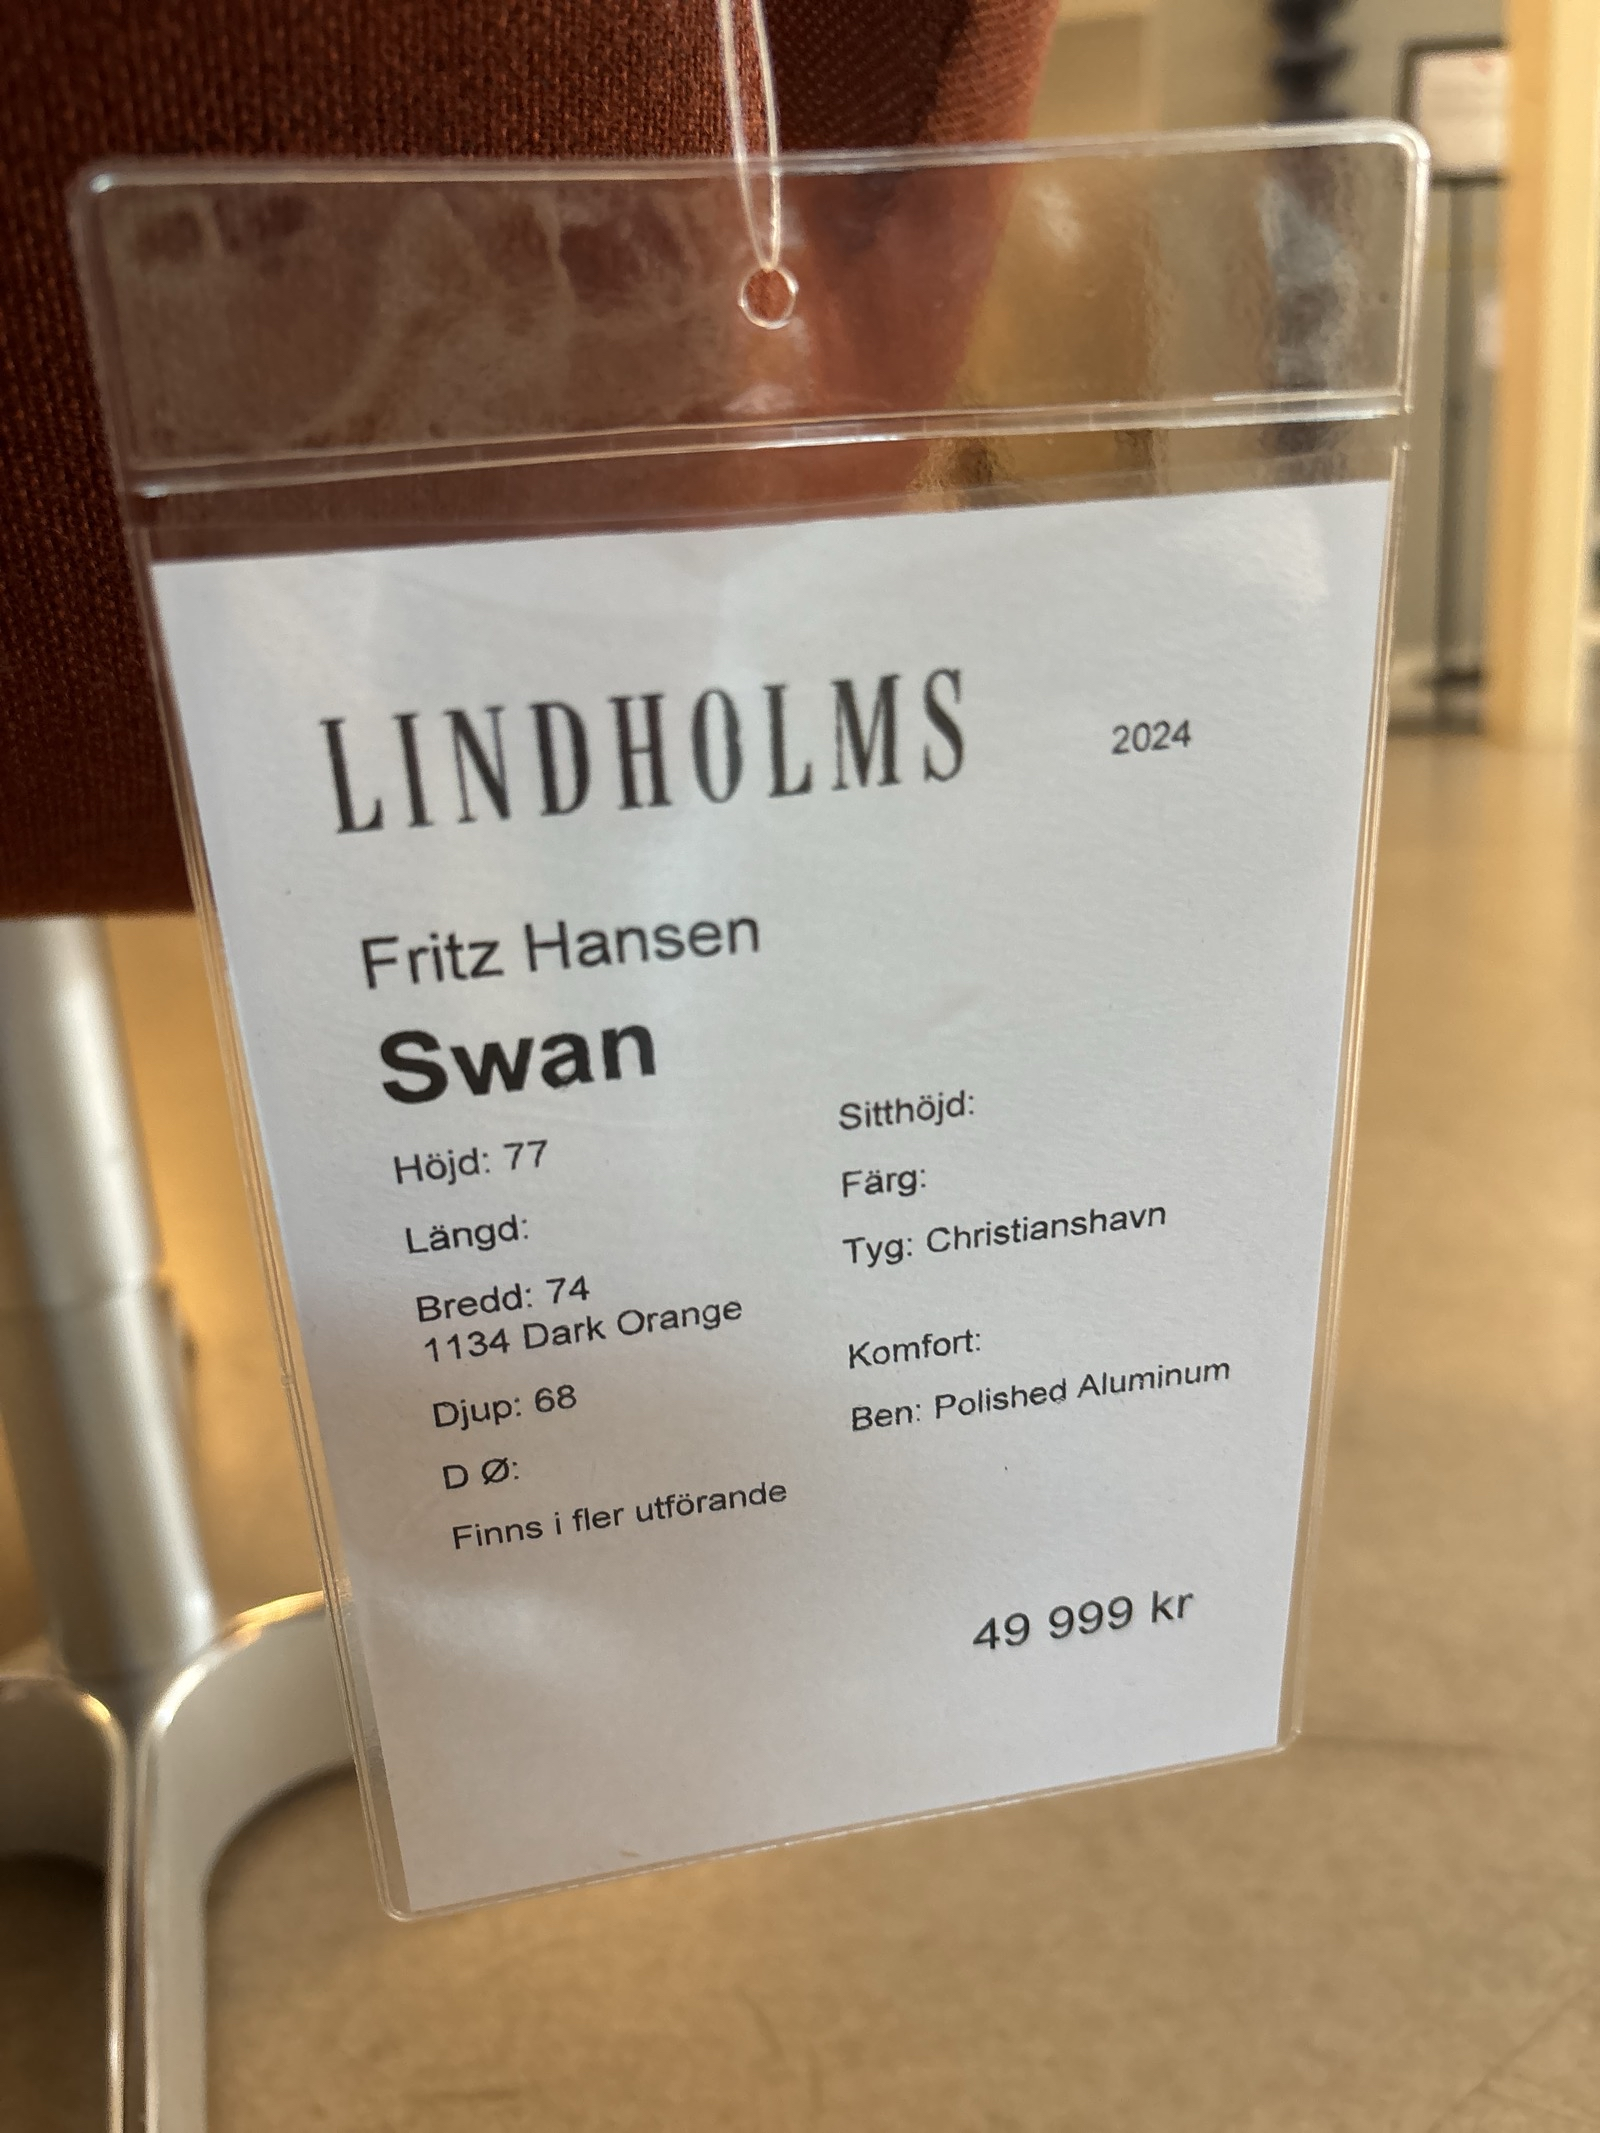 LINDHOLMS 2024
Fritz Hansen
Swan
Höjd: 77
Längd:
Bredd: 74
1134 Dark Orange
Djup: 68
D Ø:
Finns i fler utförande
Sitthöjd:
Färg:
Tyg: Christianshavn
Komfort:
Ben: Polished Aluminum
49 999 kr